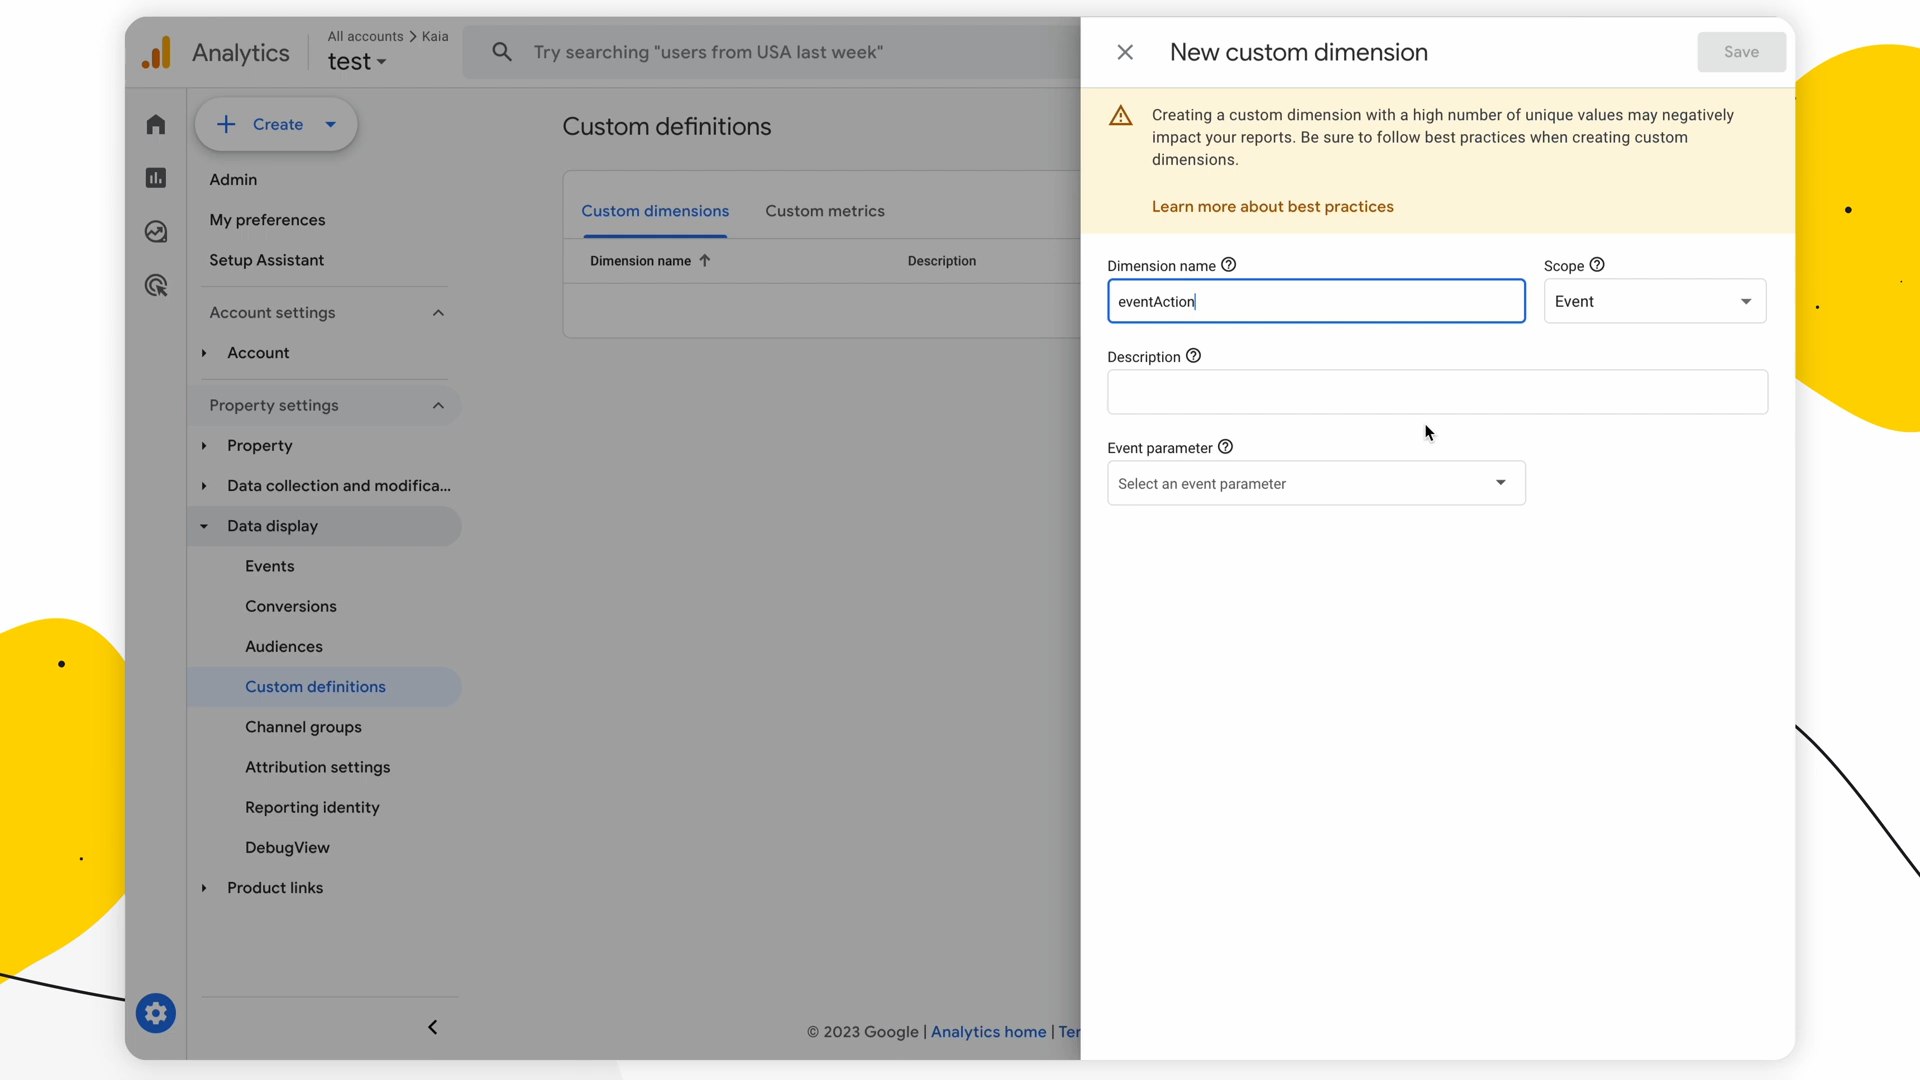 Analytics
All accounts > Kaia
test
Try searching "users from USA last week"
Create
Admin
My preferences
Setup Assistant
Account settings
Account
Property settings
Property
Data collection and modifica...
Data display
Events
Conversions
Audiences
Custom definitions
Channel groups
Attribution settings
Reporting identity
DebugView
Product links
Custom definitions
Custom dimensions
Custom metrics
Dimension name
Description
© 2023 Google | Analytics home | Ter
New custom dimension
Save
Creating a custom dimension with a high number of unique values may negatively
impact your reports. Be sure to follow best practices when creating custom
dimensions.
Learn more about best practices
Dimension name
Scope
eventAction
Event
Description
Event parameter
Select an event parameter